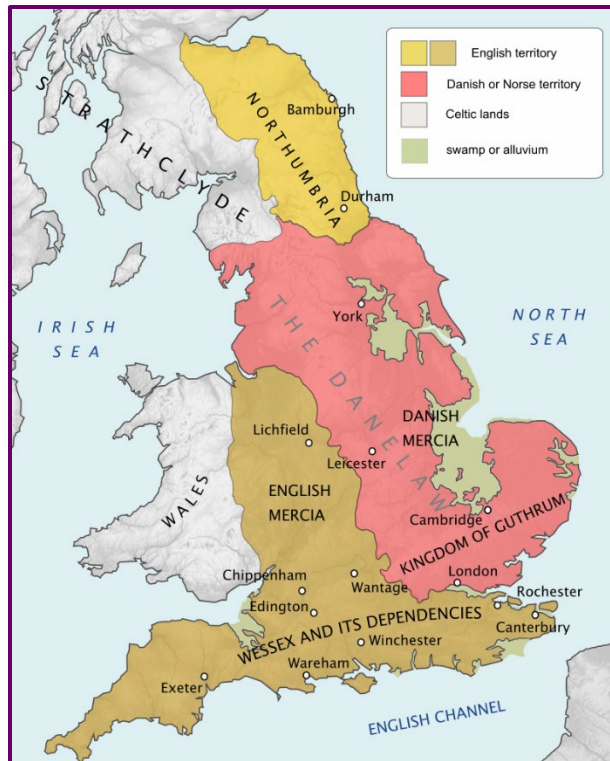 English territory
Danish or Norse territory
Celtic lands
swamp or alluvium
STRATHCLYDE
NORTHUMBRIA
Bamburgh
Durham
IRISH
SEA
NORTH
SEA
York
THE DANELAW
DANISH
MERCIA
Lichfield
Leicester
ENGLISH
MERCIA
WALES
Cambridge
KINGDOM OF GUTHRUM
London
Chippenham
Wantage
Rochester
Edington
WESSEX AND ITS DEPENDENCIES
Canterbury
Winchester
Wareham
Exeter
ENGLISH CHANNEL